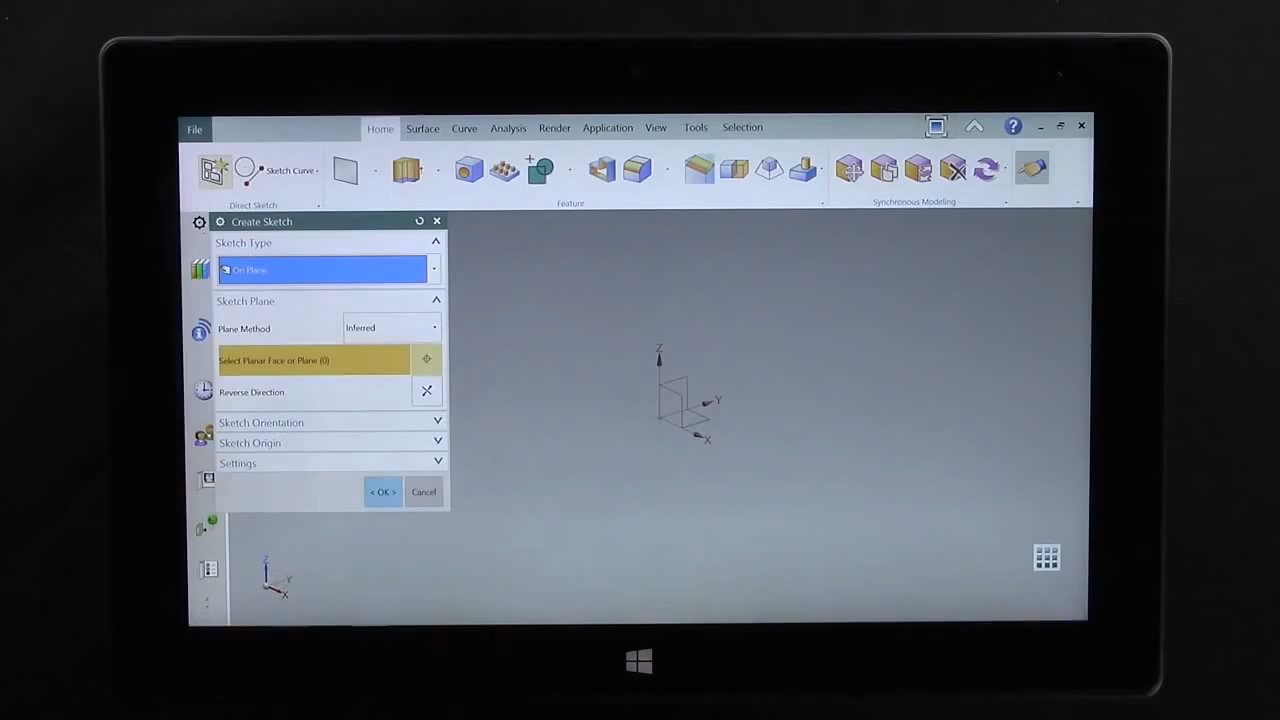 File Home Surface Curve Analysis Render Application View Tools Selection
Sketch Curve
Direct Sketch Feature Synchronous Modeling
Create Sketch
Sketch Type
On Plane
Sketch Plane
Plane Method Inferred
Select Planar Face or Plane (0)
Reverse Direction
Sketch Orientation
Sketch Origin
Settings
< OK > Cancel
Z
Y
X
Z
Y
X